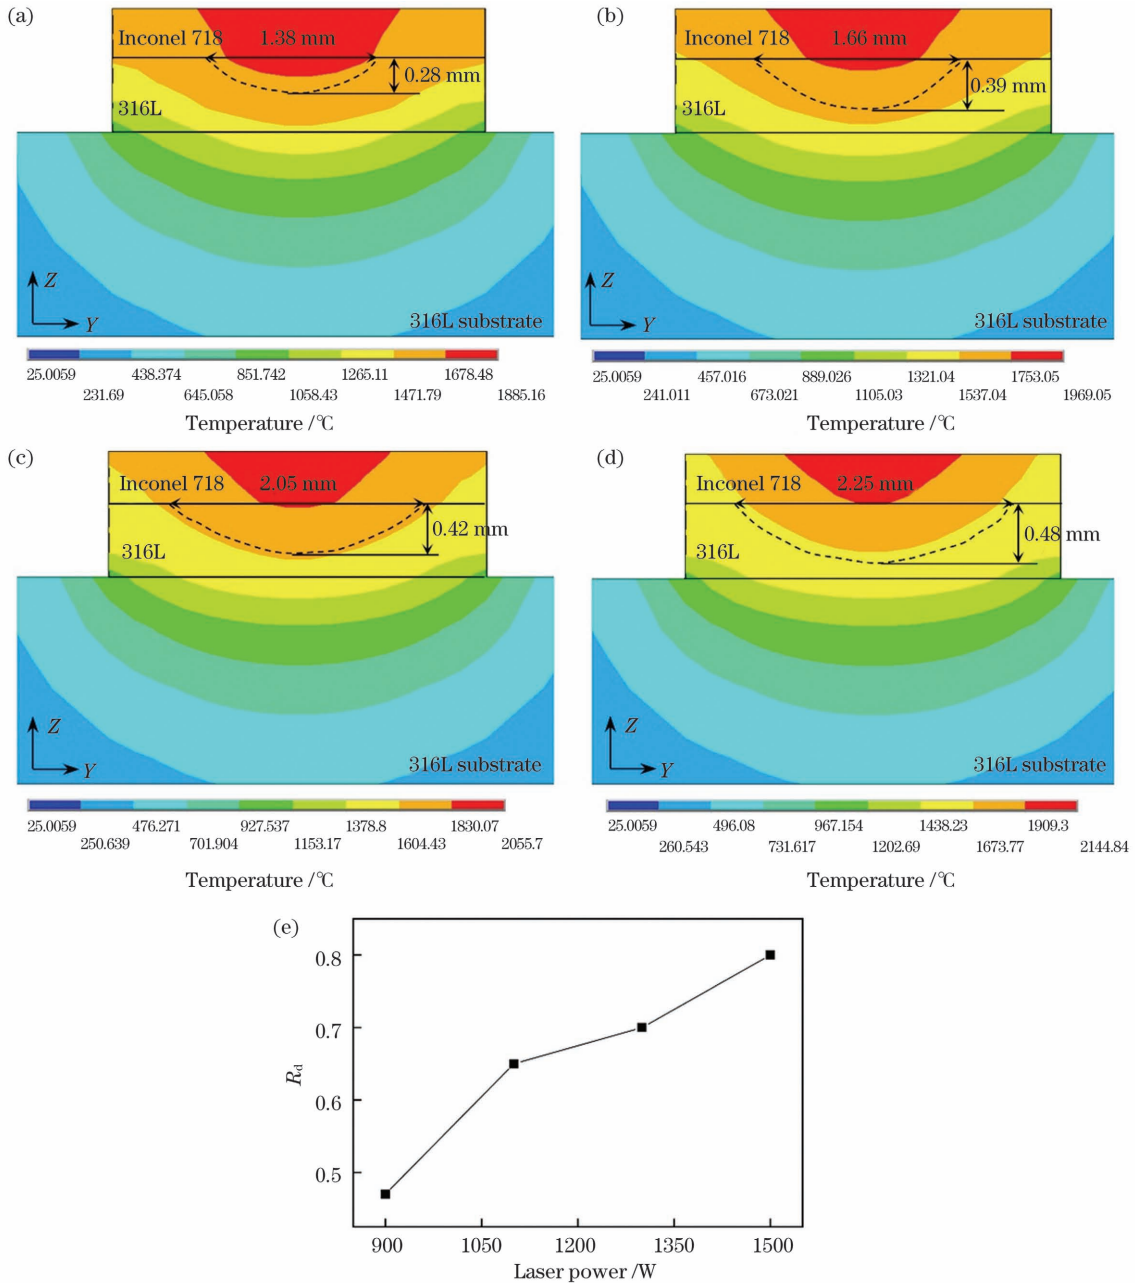 (a)
Inconel 718
1.38 mm
0.28 mm
316L
Z
Y
316L substrate
25.0059 438.374 851.742 1265.11 1678.48
231.69 645.058 1058.43 1471.79 1885.16
Temperature /℃
(b)
Inconel 718
1.66 mm
0.39 mm
316L
Z
Y
316L substrate
25.0059 457.016 889.026 1321.04 1753.05
241.011 673.021 1105.03 1537.04 1969.05
Temperature /℃
(c)
Inconel 718
2.05 mm
0.42 mm
316L
Z
Y
316L substrate
25.0059 476.271 927.537 1378.8 1830.07
250.639 701.904 1153.17 1604.43 2055.7
Temperature /℃
(d)
Inconel 718
2.25 mm
0.48 mm
316L
Z
Y
316L substrate
25.0059 496.08 967.154 1438.23 1909.3
260.543 731.617 1202.69 1673.77 2144.84
Temperature /℃
(e)
0.8
0.7
0.6
0.5
Rd
900 1050 1200 1350 1500
Laser power /W